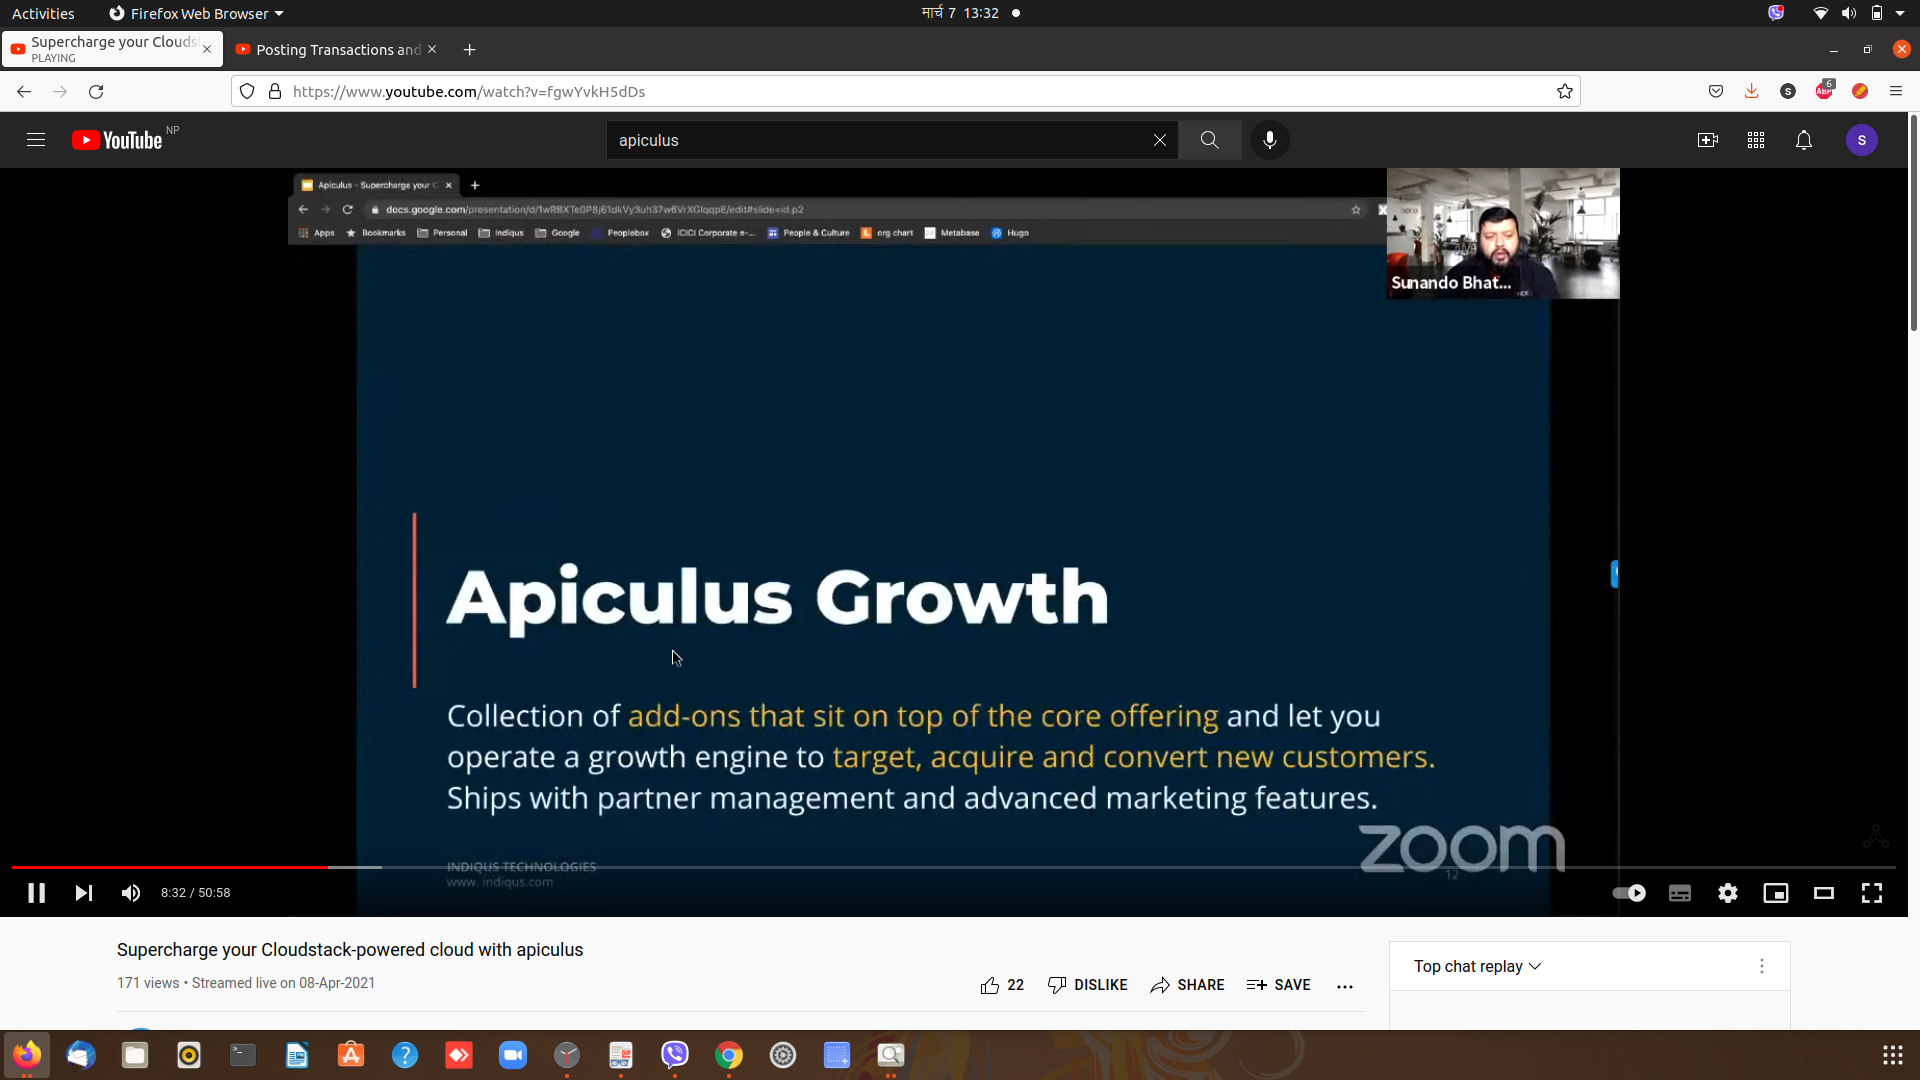 Activities
Firefox Web Browser
मार्च 7 13:32
Supercharge your Clouds
PLAYING
Posting Transactions and
https://www.youtube.com/watch?v=fgwYvkH5dDs
S
ABP
6
YouTube NP
apiculus
S
Apiculus - Supercharge your C
docs.google.com/presentation/d/1wRBXTe0P8j61dkVy3uh37w6VrXGlqqpE/edit#slide=id.p2
Apps Bookmarks Personal Indiqus Google Peoplebox ICICI Corporate e-... People & Culture org chart Metabase Hugo
Sunando Bhat...
Apiculus Growth
Collection of add-ons that sit on top of the core offering and let you
operate a growth engine to target, acquire and convert new customers.
Ships with partner management and advanced marketing features.
zoom
INDIQUS TECHNOLOGIES
www. indiqus.com
12
8:32 / 50:58
Supercharge your Cloudstack-powered cloud with apiculus
171 views • Streamed live on 08-Apr-2021
22 DISLIKE SHARE SAVE
Top chat replay